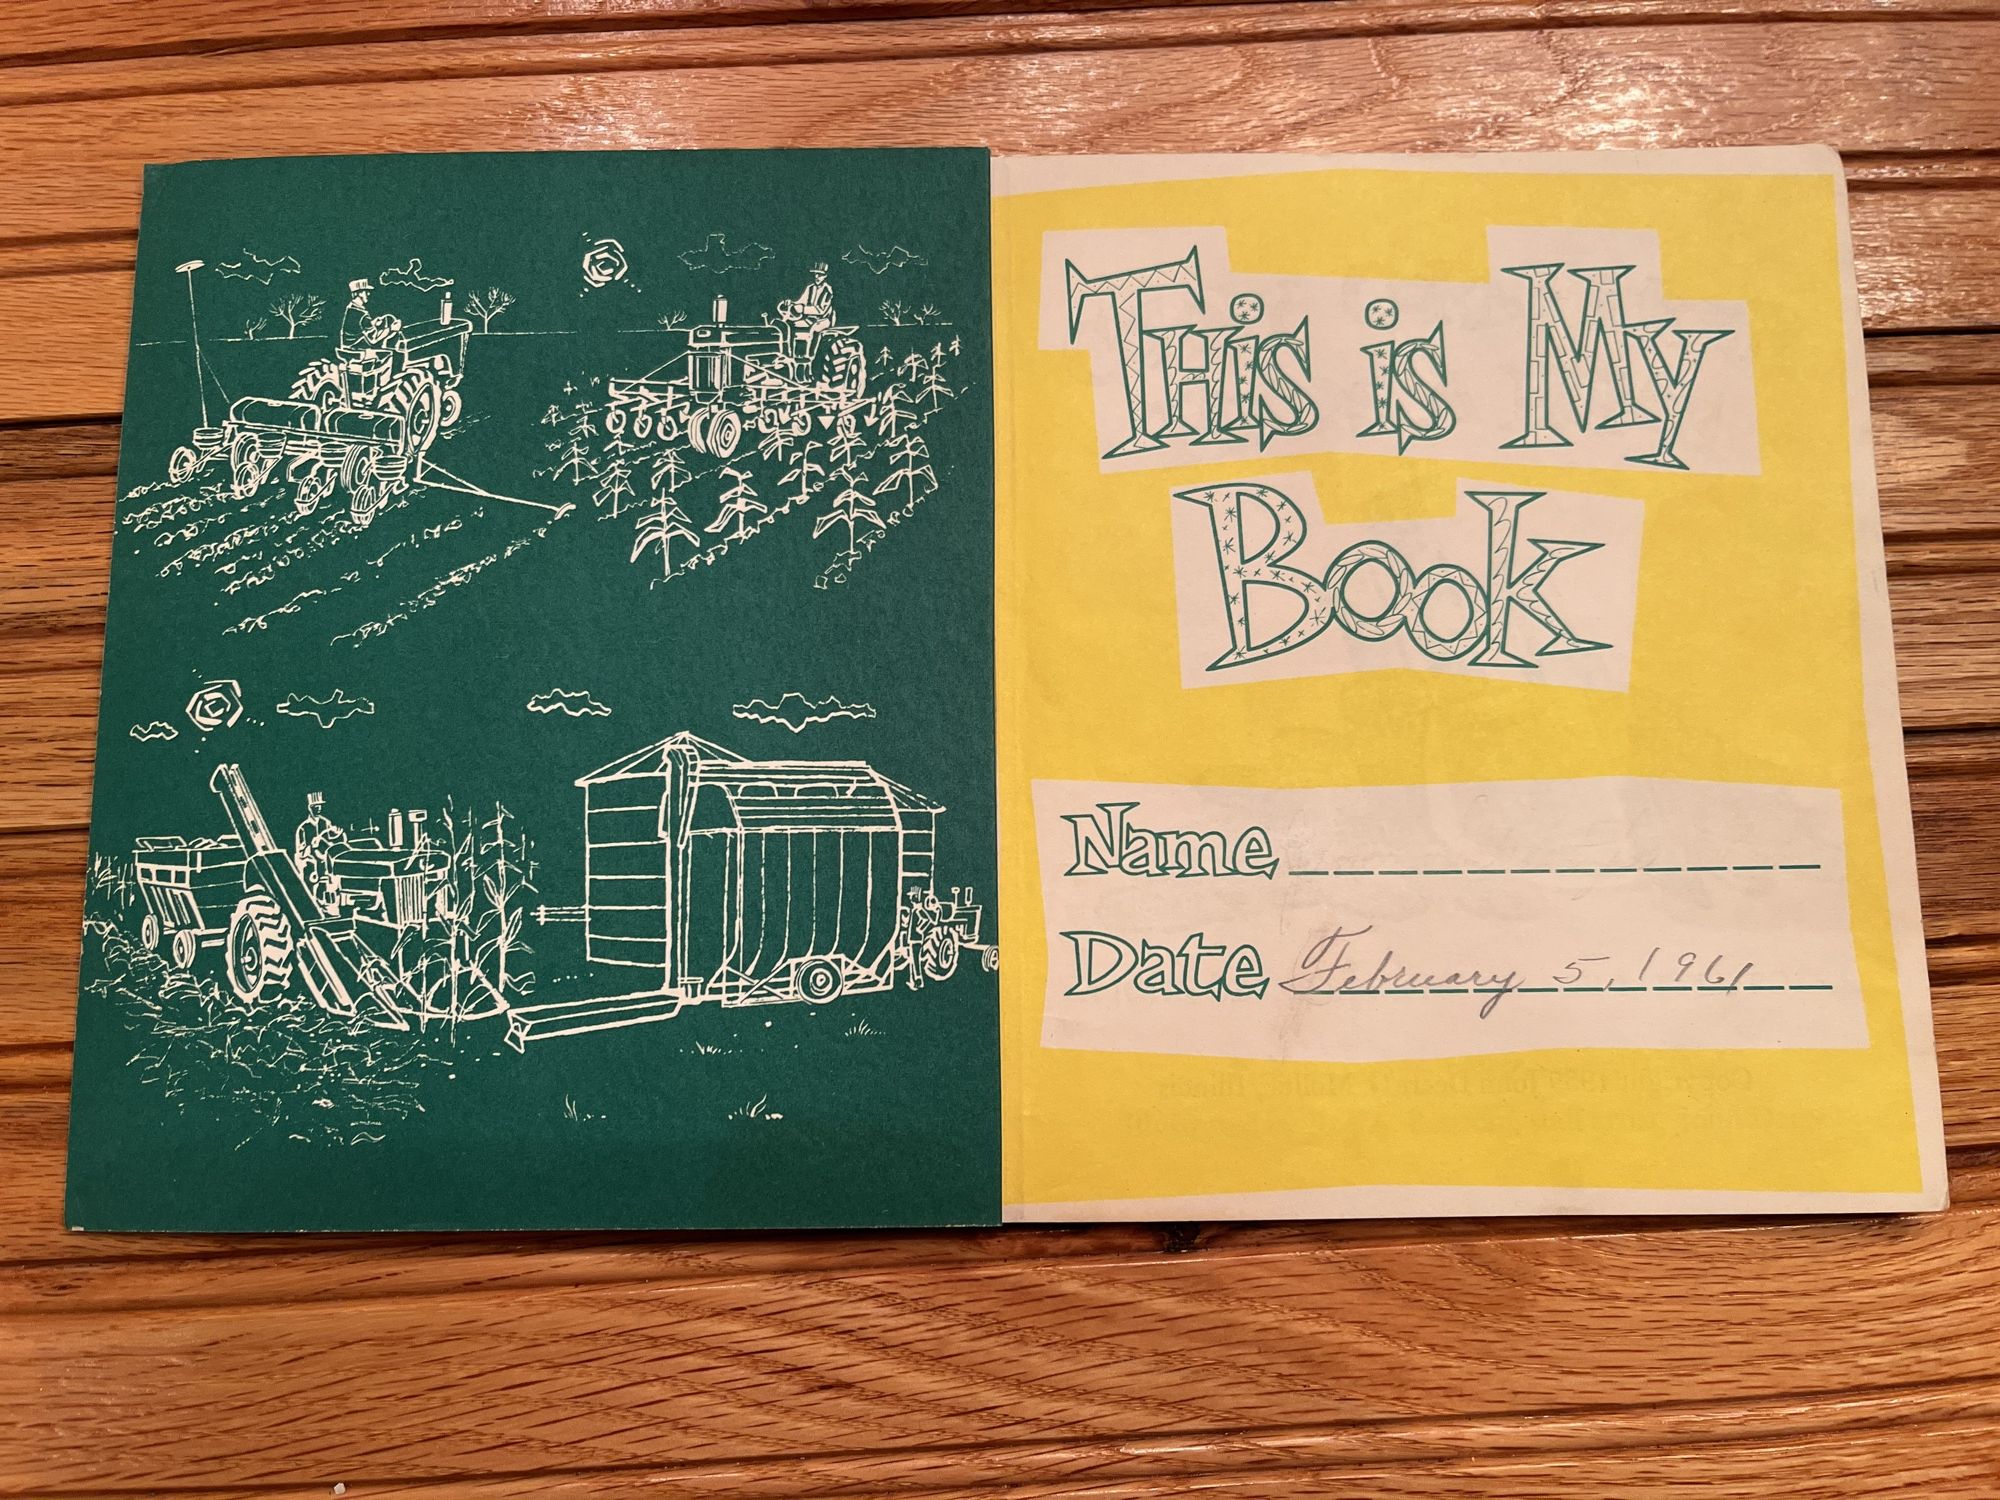 This is My
Book
Name
Date February 5, 1961